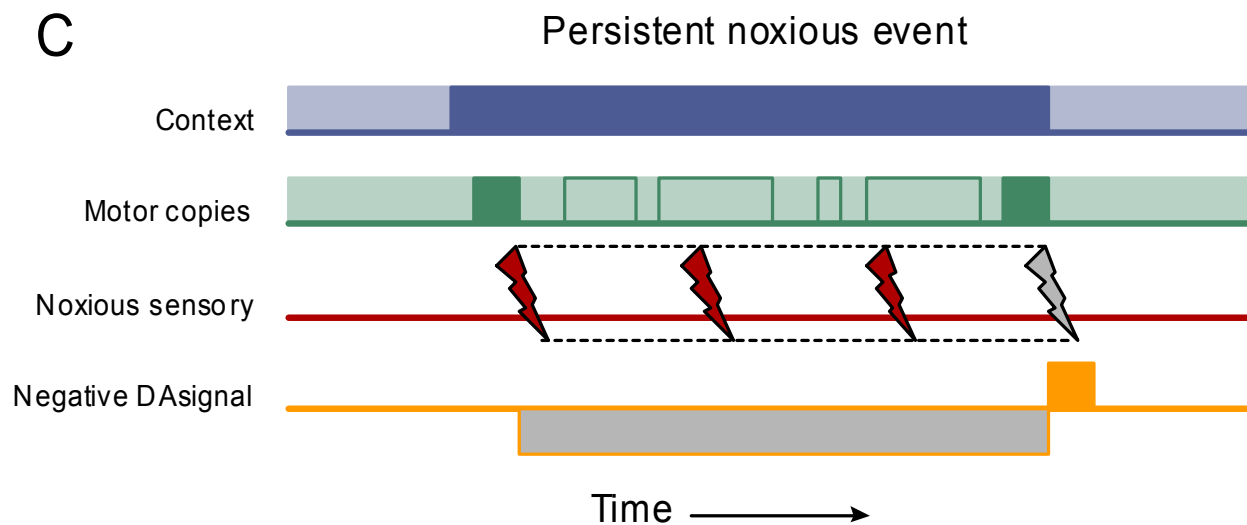 C
Persistent noxious event
Context
Motor copies
Noxious sensory
Negative DAsignal
Time